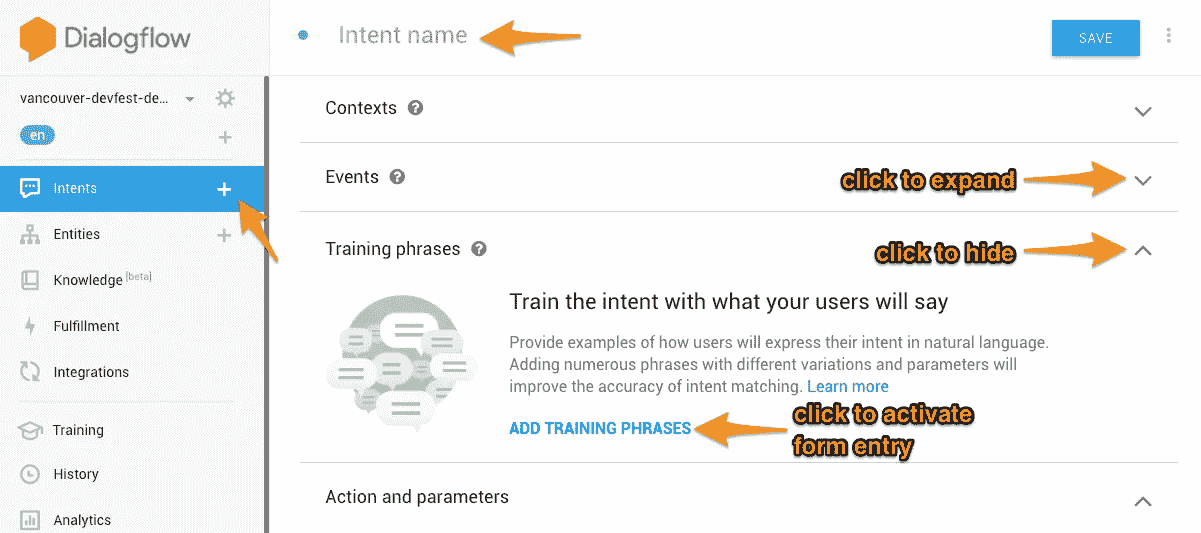 Dialogflow
Intent name
SAVE
vancouver-devfest-de...
en
Intents
Entities
Knowledge [beta]
Fulfillment
Integrations
Training
History
Analytics
Contexts
Events
click to expand
Training phrases
click to hide
Train the intent with what your users will say
Provide examples of how users will express their intent in natural language.
Adding numerous phrases with different variations and parameters will
improve the accuracy of intent matching. Learn more
ADD TRAINING PHRASES
click to activate
form entry
Action and parameters